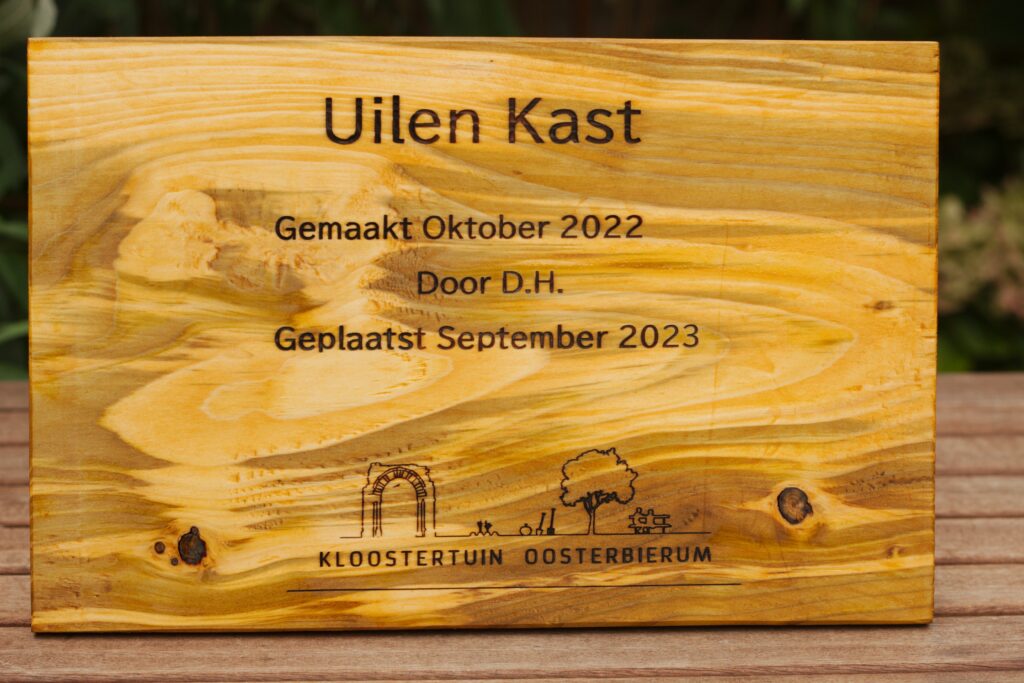 Uilen Kast
Gemaakt Oktober 2022
Door D.H.
Geplaatst September 2023
KLOOSTERTUIN OOSTERBIERUM